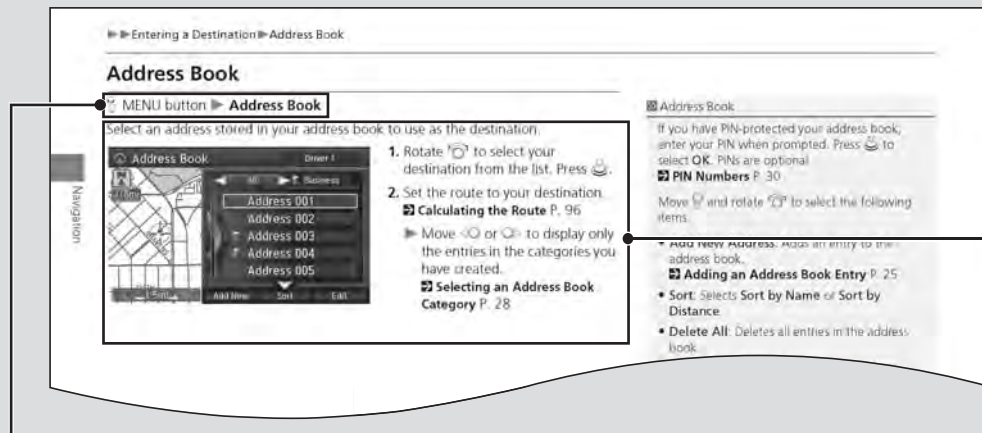 Entering a Destination Address Book
Address Book
MENU button Address Book
Select an address stored in your address book to use as the destination.
Address Book Driver 1
All Business
Address 001
Address 002
Address 003
Address 004
Address 005
Add New Sort Edit
1. Rotate to select your
destination from the list. Press .
2. Set the route to your destination.
Calculating the Route P. 96
Move or to display only
the entries in the categories you
have created.
Selecting an Address Book
Category P. 28
Navigation
Address Book
If you have PIN-protected your address book,
enter your PIN when prompted. Press to
select OK. PINs are optional
PIN Numbers P. 30
Move and rotate to select the following
items.
• Add New Address: Adds an entry to the
address book.
Adding an Address Book Entry P. 25
• Sort: Selects Sort by Name or Sort by
Distance
• Delete All: Deletes all entries in the address
book